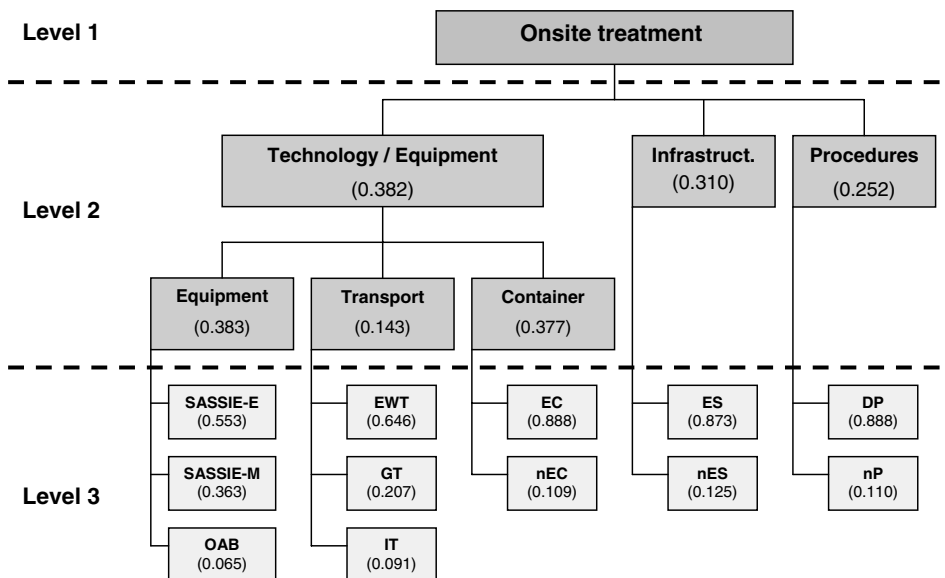 Level 1
Onsite treatment
Technology / Equipment
(0.382)
Infrastruct.
(0.310)
Procedures
(0.252)
Level 2
Equipment
(0.383)
Transport
(0.143)
Container
(0.377)
Level 3
SASSIE-E
(0.553)
EWT
(0.646)
EC
(0.888)
ES
(0.873)
DP
(0.888)
SASSIE-M
(0.363)
GT
(0.207)
nEC
(0.109)
nES
(0.125)
nP
(0.110)
OAB
(0.065)
IT
(0.091)